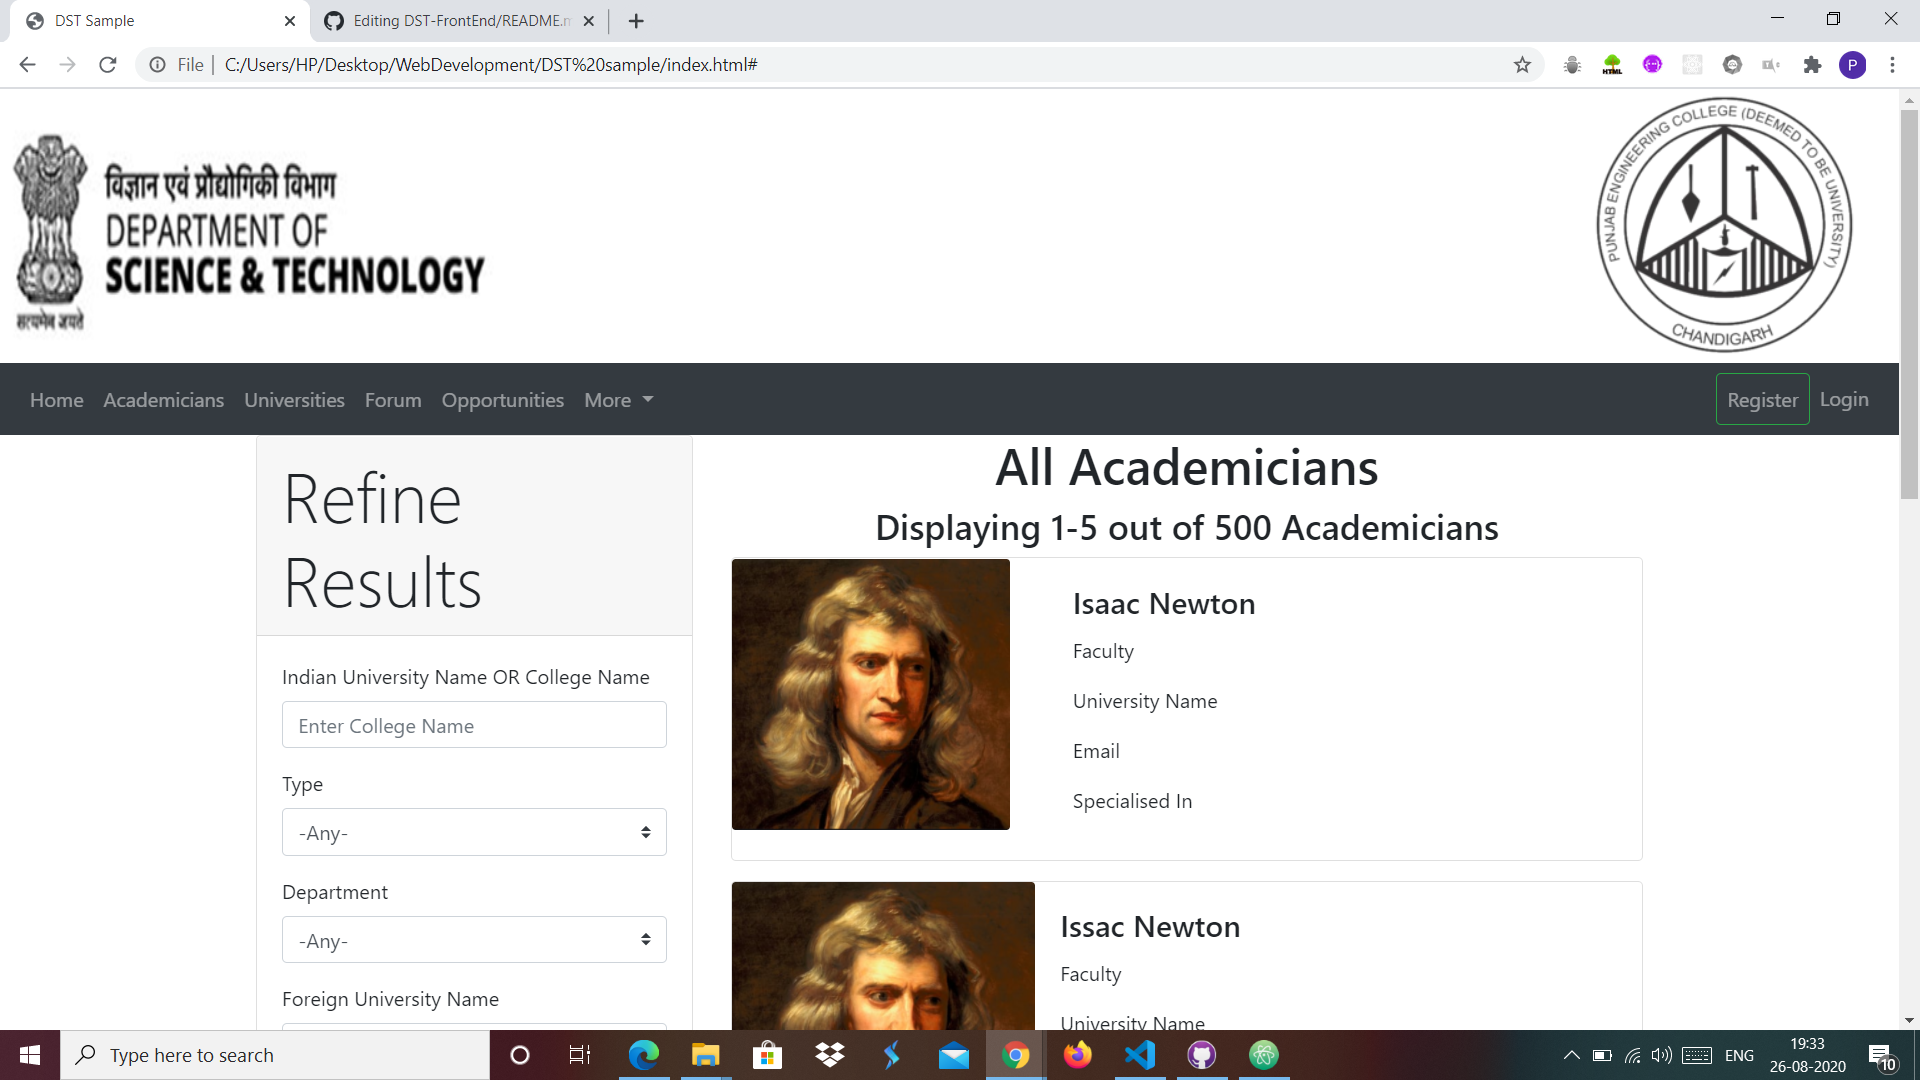 DST Sample
Editing DST-FrontEnd/README.m
File
C:/Users/HP/Desktop/WebDevelopment/DST%20sample/index.html#
P
विज्ञान एवं प्रौद्योगिकी विभाग
DEPARTMENT OF
SCIENCE & TECHNOLOGY
सत्यमेव जयते
PUNJAB ENGINEERING COLLEGE (DEEMED TO BE UNIVERSITY)
CHANDIGARH
Home Academicians Universities Forum Opportunities More Register Login
Refine
Results
Indian University Name OR College Name
Enter College Name
Type
-Any-
Department
-Any-
Foreign University Name
All Academicians
Displaying 1-5 out of 500 Academicians
Isaac Newton
Faculty
University Name
Email
Specialised In
Issac Newton
Faculty
University Name
Type here to search
ENG
19:33
26-08-2020
10